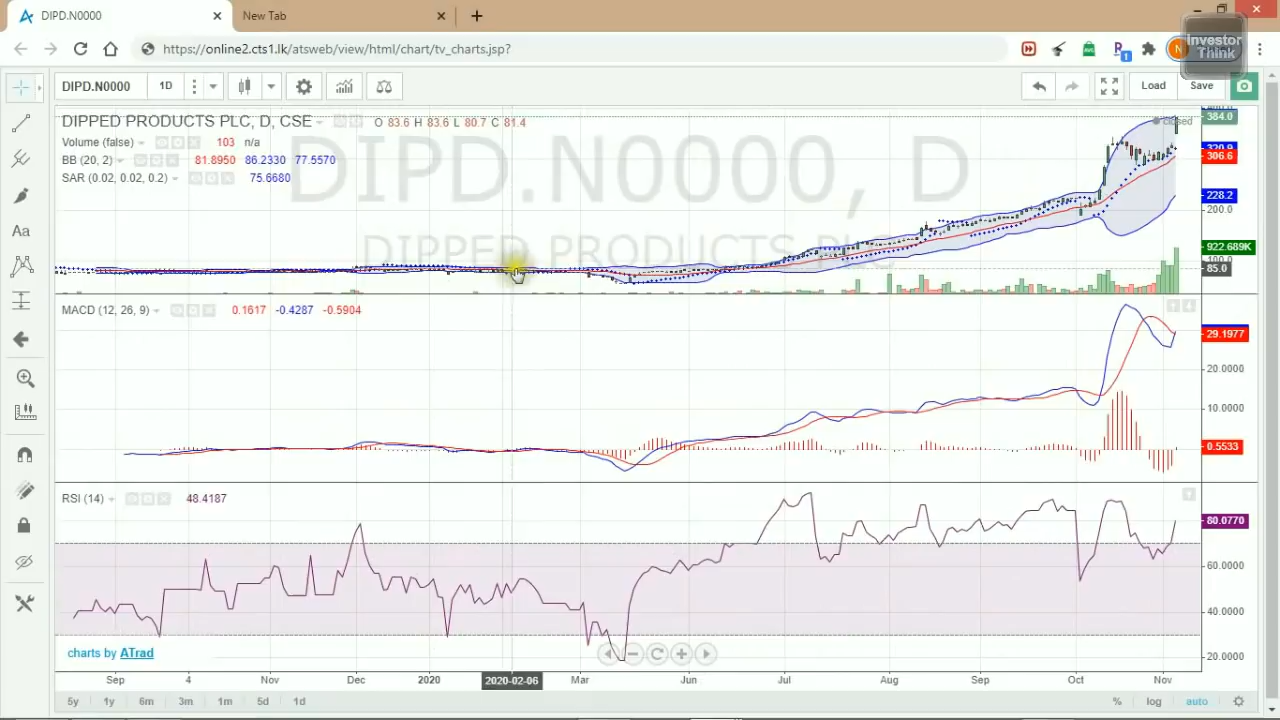 DIPD.N0000
New Tab
Investor
Think
https://online2.cts1.lk/atsweb/view/html/chart/tv_charts.jsp?
N
1
DIPD.N0000 1D Load Save
DIPPED PRODUCTS PLC, D, CSE O 83.6 H 83.6 L 80.7 C 81.4
Volume (false) 103 n/a
BB (20, 2) 81.8950 86.2330 77.5570
SAR (0.02, 0.02, 0.2) 75.6680
DIPD.N0000, D
DIPPED PRODUCTS PLC
closed
384.0
306.6
228.2
200.0
922.689K
85.0
MACD (12, 26, 9) 0.1617 -0.4287 -0.5904
29.1977
20.0000
10.0000
0.5533
RSI (14) 48.4187
80.0770
60.0000
40.0000
20.0000
charts by ATrad
Sep 4 Nov Dec 2020 2020-02-06 Mar Jun Jul Aug Sep Oct Nov
5y 1y 6m 3m 1m 5d 1d % log auto
Aa